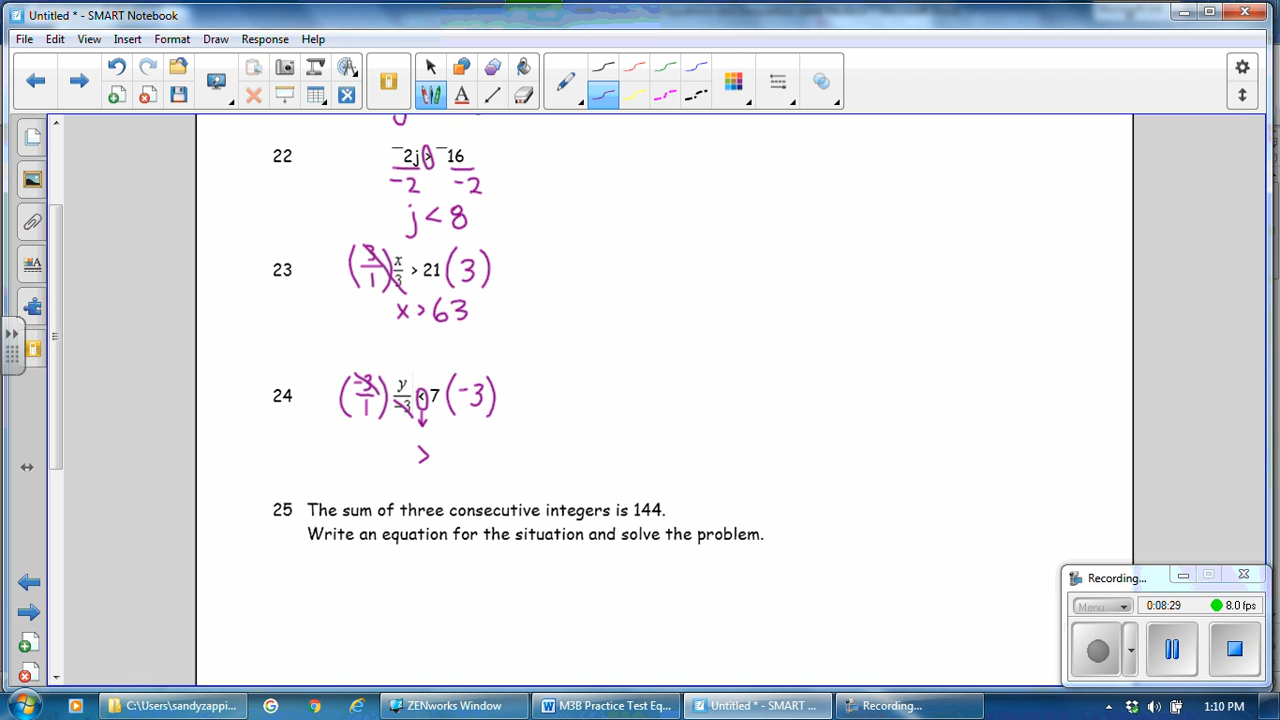 Untitled * - SMART Notebook
File Edit View Insert Format Draw Response Help
22 ⁻2j > ⁻16
-2 -2
j < 8
23 (3/1) x/3 > 21 (3)
x > 63
24 (-3/1) y/-3 < 7 (-3)
>
25 The sum of three consecutive integers is 144.
Write an equation for the situation and solve the problem.
Recording...
Menu 0:08:29 8.0 fps
C:\Users\sandyzappi... ZENworks Window M3B Practice Test Eq... Untitled * - SMART ... Recording... 1:10 PM